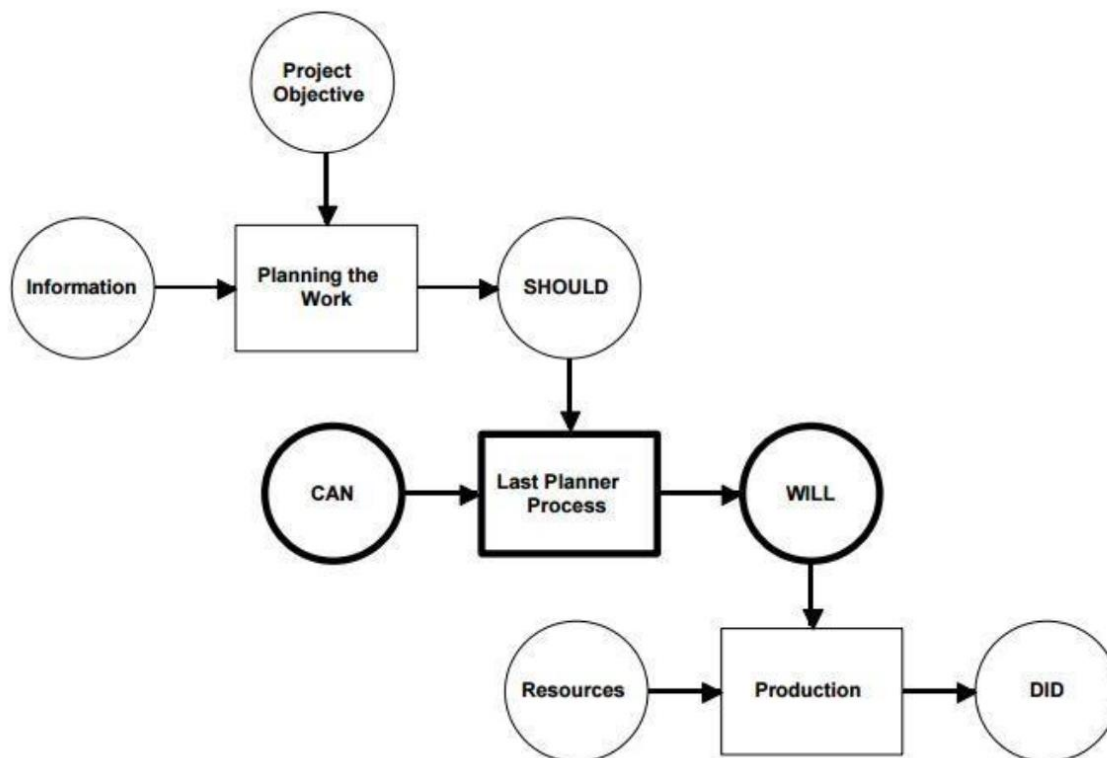 Project
Objective
Information
Planning the
Work
SHOULD
CAN
Last Planner
Process
WILL
Resources
Production
DID